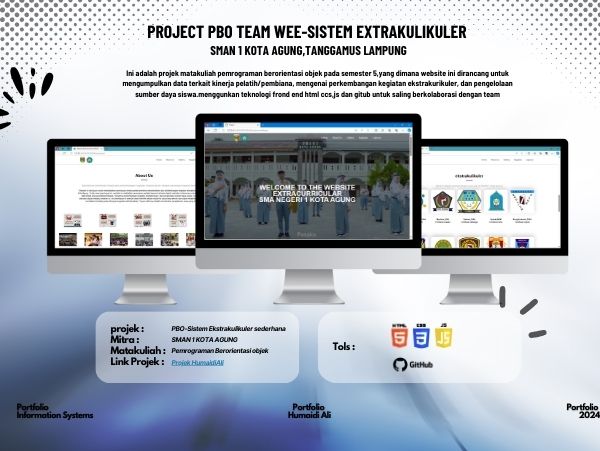 PROJECT PBO TEAM WEE-SISTEM EXTRAKULIKULER
SMAN 1 KOTA AGUNG,TANGGAMUS LAMPUNG
Ini adalah projek matakuliah pemrograman berorientasi objek pada semester 5,yang dimana website ini dirancang untuk
mengumpulkan data terkait kinerja pelatih/pembiana, mengenai perkembangan kegiatan ekstrakurikuler, dan pengelolaan
sumber daya siswa.menggunkan teknologi frond end html ccs,js dan gitub untuk saling berkolaborasi dengan team
About Us
WELCOME TO THE WEBSITE
EXTRACURRICULAR
SMA NEGERI 1 KOTA AGUNG
ekstrakulikuler
projek :
PBO-Sistem Ekstrakulikuler sederhana
Mitra :
SMAN 1 KOTA AGUNG
Matakuliah :
Pemrograman Berorientasi objek
Link Projek :
Projek HumaidiAli
Tols :
HTML
CSS
JS
GitHub
Portfolio
Information Systems
Portfolio
Humaidi Ali
Portfolio
2024